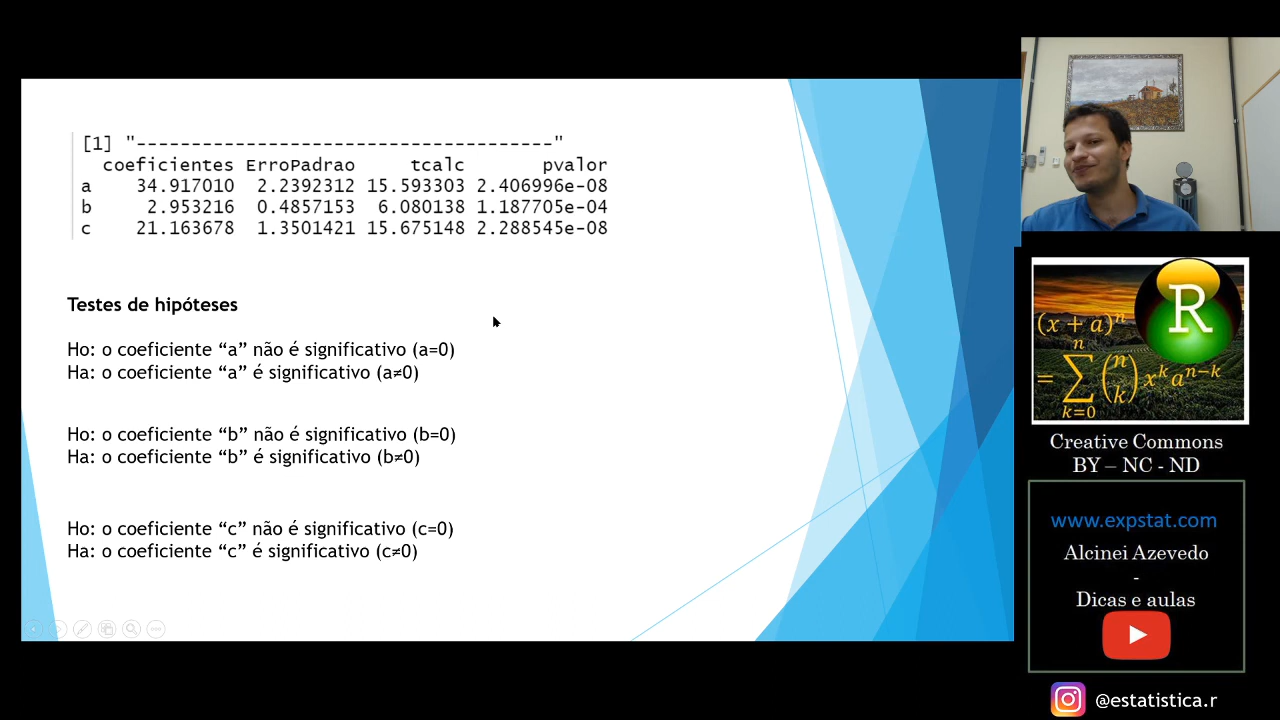 [1] "-------------------------------------"
coeficientes ErroPadrao tcalc pvalor
a 34.917010 2.2392312 15.593303 2.406996e-08
b 2.953216 0.4857153 6.080138 1.187705e-04
c 21.163678 1.3501421 15.675148 2.288545e-08
Testes de hipóteses
Ho: o coeficiente “a” não é significativo (a=0)
Ha: o coeficiente “a” é significativo (a≠0)
Ho: o coeficiente “b” não é significativo (b=0)
Ha: o coeficiente “b” é significativo (b≠0)
Ho: o coeficiente “c” não é significativo (c=0)
Ha: o coeficiente “c” é significativo (c≠0)
R
(x + a)^n
= ∑_{k=0}^{n} (n k) x^k a^{n−k}
Creative Commons
BY – NC - ND
www.expstat.com
Alcinei Azevedo
-
Dicas e aulas
@estatistica.r